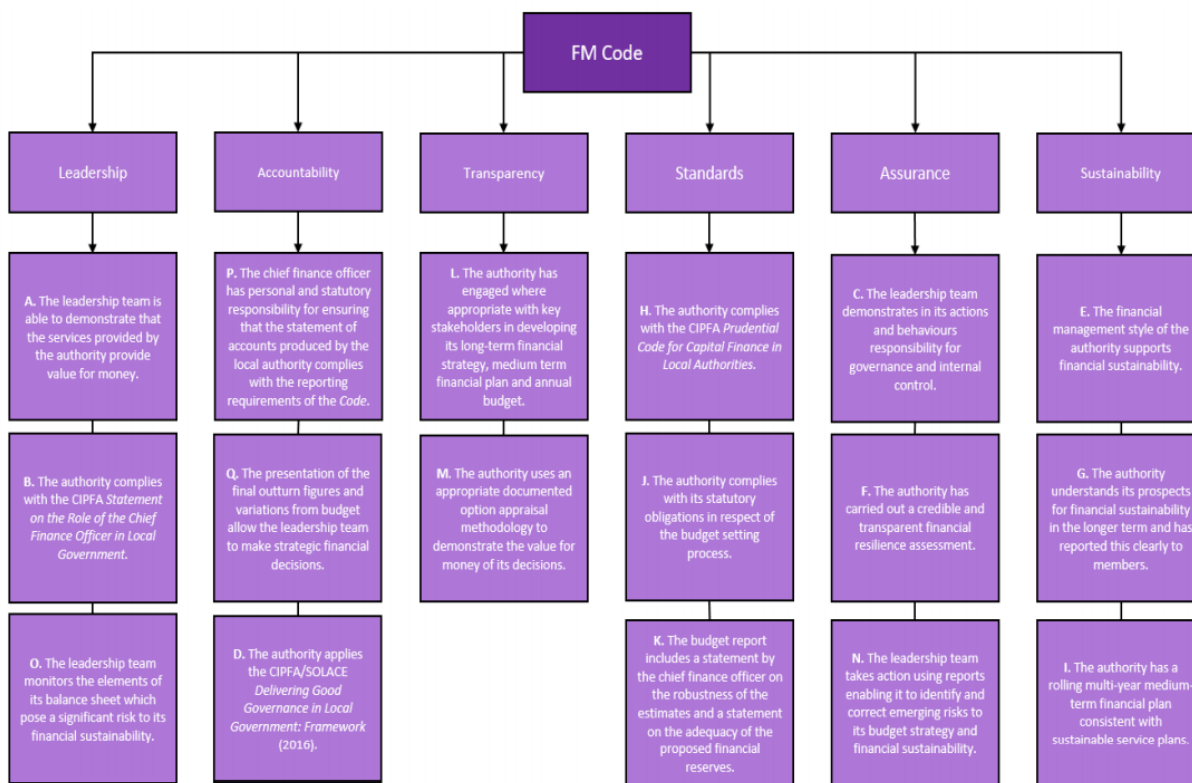 FM Code
Leadership
Accountability
Transparency
Standards
Assurance
Sustainability
A. The leadership team is
able to demonstrate that
the services provided by
the authority provide
value for money.
P. The chief finance officer
has personal and statutory
responsibility for ensuring
that the statement of
accounts produced by the
local authority complies
with the reporting
requirements of the Code.
L. The authority has
engaged where
appropriate with key
stakeholders in developing
its long-term financial
strategy, medium term
financial plan and annual
budget.
H. The authority complies
with the CIPFA Prudential
Code for Capital Finance in
Local Authorities.
C. The leadership team
demonstrates in its actions
and behaviours
responsibility for
governance and internal
control.
E. The financial
management style of the
authority supports
financial sustainability.
B. The authority complies
with the CIPFA Statement
on the Role of the Chief
Finance Officer in Local
Government.
Q. The presentation of the
final outturn figures and
variations from budget
allow the leadership team
to make strategic financial
decisions.
M. The authority uses an
appropriate documented
option appraisal
methodology to
demonstrate the value for
money of its decisions.
J. The authority complies
with its statutory
obligations in respect of
the budget setting
process.
F. The authority has
carried out a credible and
transparent financial
resilience assessment.
G. The authority
understands its prospects
for financial sustainability
in the longer term and has
reported this clearly to
members.
O. The leadership team
monitors the elements of
its balance sheet which
pose a significant risk to its
financial sustainability.
D. The authority applies
the CIPFA/SOLACE
Delivering Good
Governance in Local
Government: Framework
(2016).
K. The budget report
includes a statement by
the chief finance officer on
the robustness of the
estimates and a statement
on the adequacy of the
proposed financial
reserves.
N. The leadership team
takes action using reports
enabling it to identify and
correct emerging risks to
its budget strategy and
financial sustainability.
I. The authority has a
rolling multi-year medium-
term financial plan
consistent with
sustainable service plans.